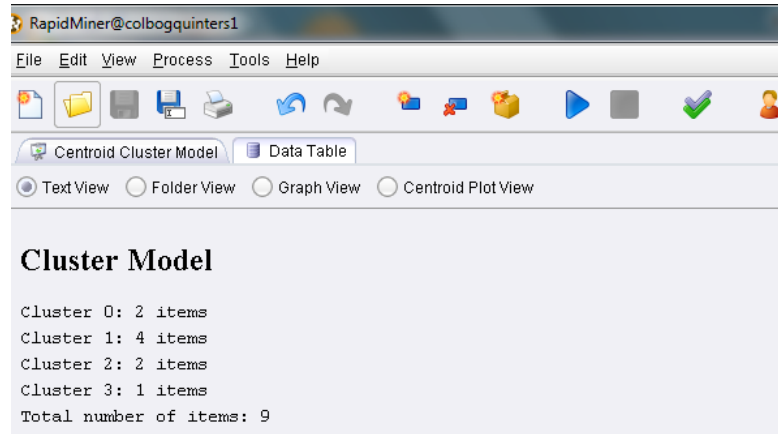 RapidMiner@colbogquinters1
File Edit View Process Tools Help
Centroid Cluster Model Data Table
Text View Folder View Graph View Centroid Plot View
Cluster Model
Cluster 0: 2 items
Cluster 1: 4 items
Cluster 2: 2 items
Cluster 3: 1 items
Total number of items: 9